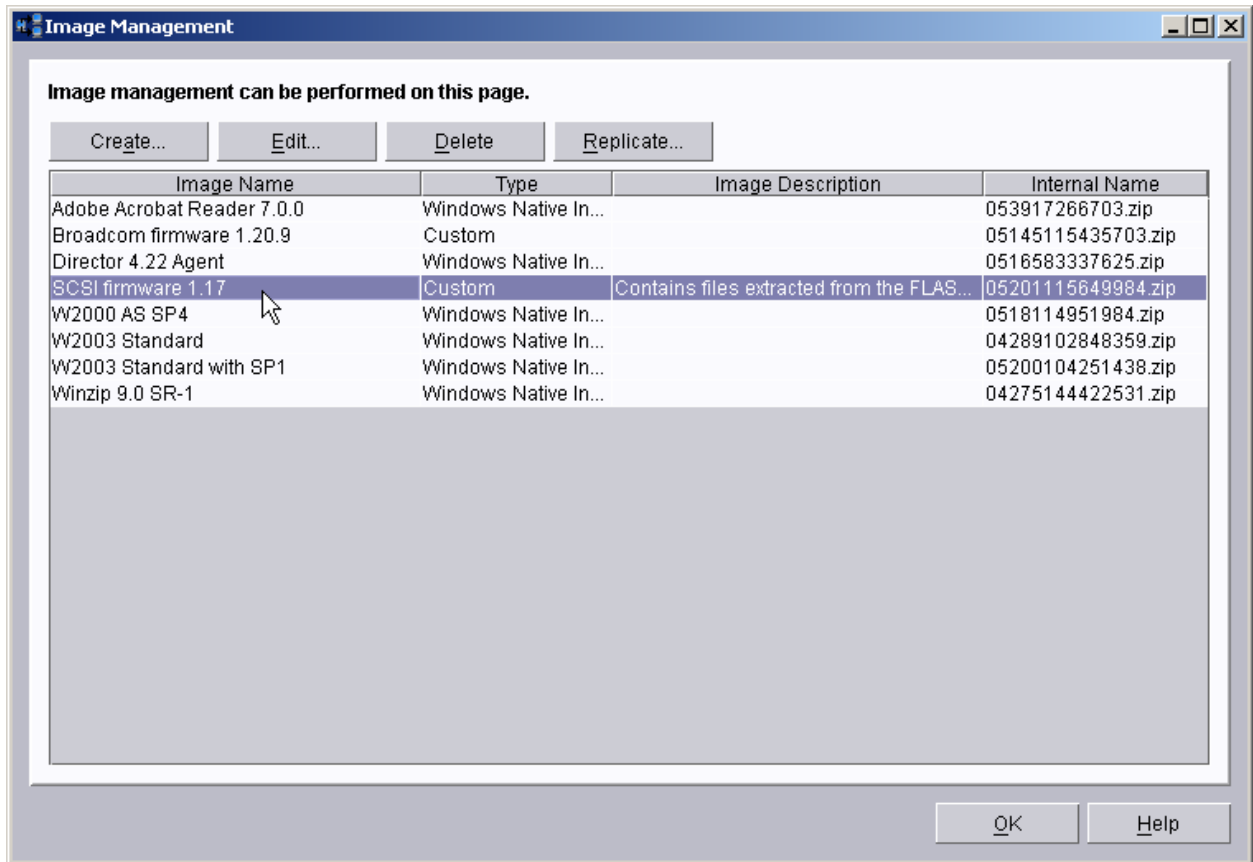 Image Management
Image management can be performed on this page.
Create... Edit... Delete Replicate...
Image Name Type Image Description Internal Name
Adobe Acrobat Reader 7.0.0 Windows Native In... 053917266703.zip
Broadcom firmware 1.20.9 Custom 05145115435703.zip
Director 4.22 Agent Windows Native In... 0516583337625.zip
SCSI firmware 1.17 Custom Contains files extracted from the FLAS... 05201115649984.zip
W2000 AS SP4 Windows Native In... 0518114951984.zip
W2003 Standard Windows Native In... 04289102848359.zip
W2003 Standard with SP1 Windows Native In... 05200104251438.zip
Winzip 9.0 SR-1 Windows Native In... 04275144422531.zip
OK Help